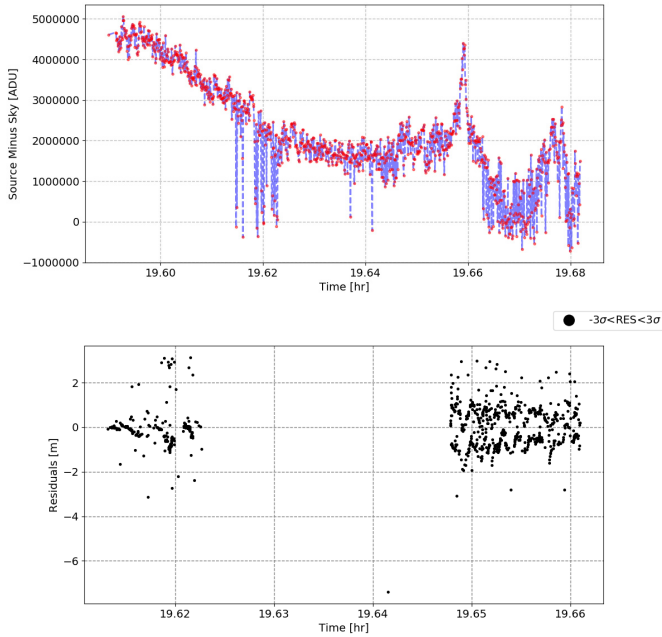 Source Minus Sky [ADU]
5000000
4000000
3000000
2000000
1000000
0
−1000000
19.60 19.62 19.64 19.66 19.68
Time [hr]
-3σ<RES<3σ
Residuals [m]
2
0
−2
−4
−6
19.62 19.63 19.64 19.65 19.66
Time [hr]